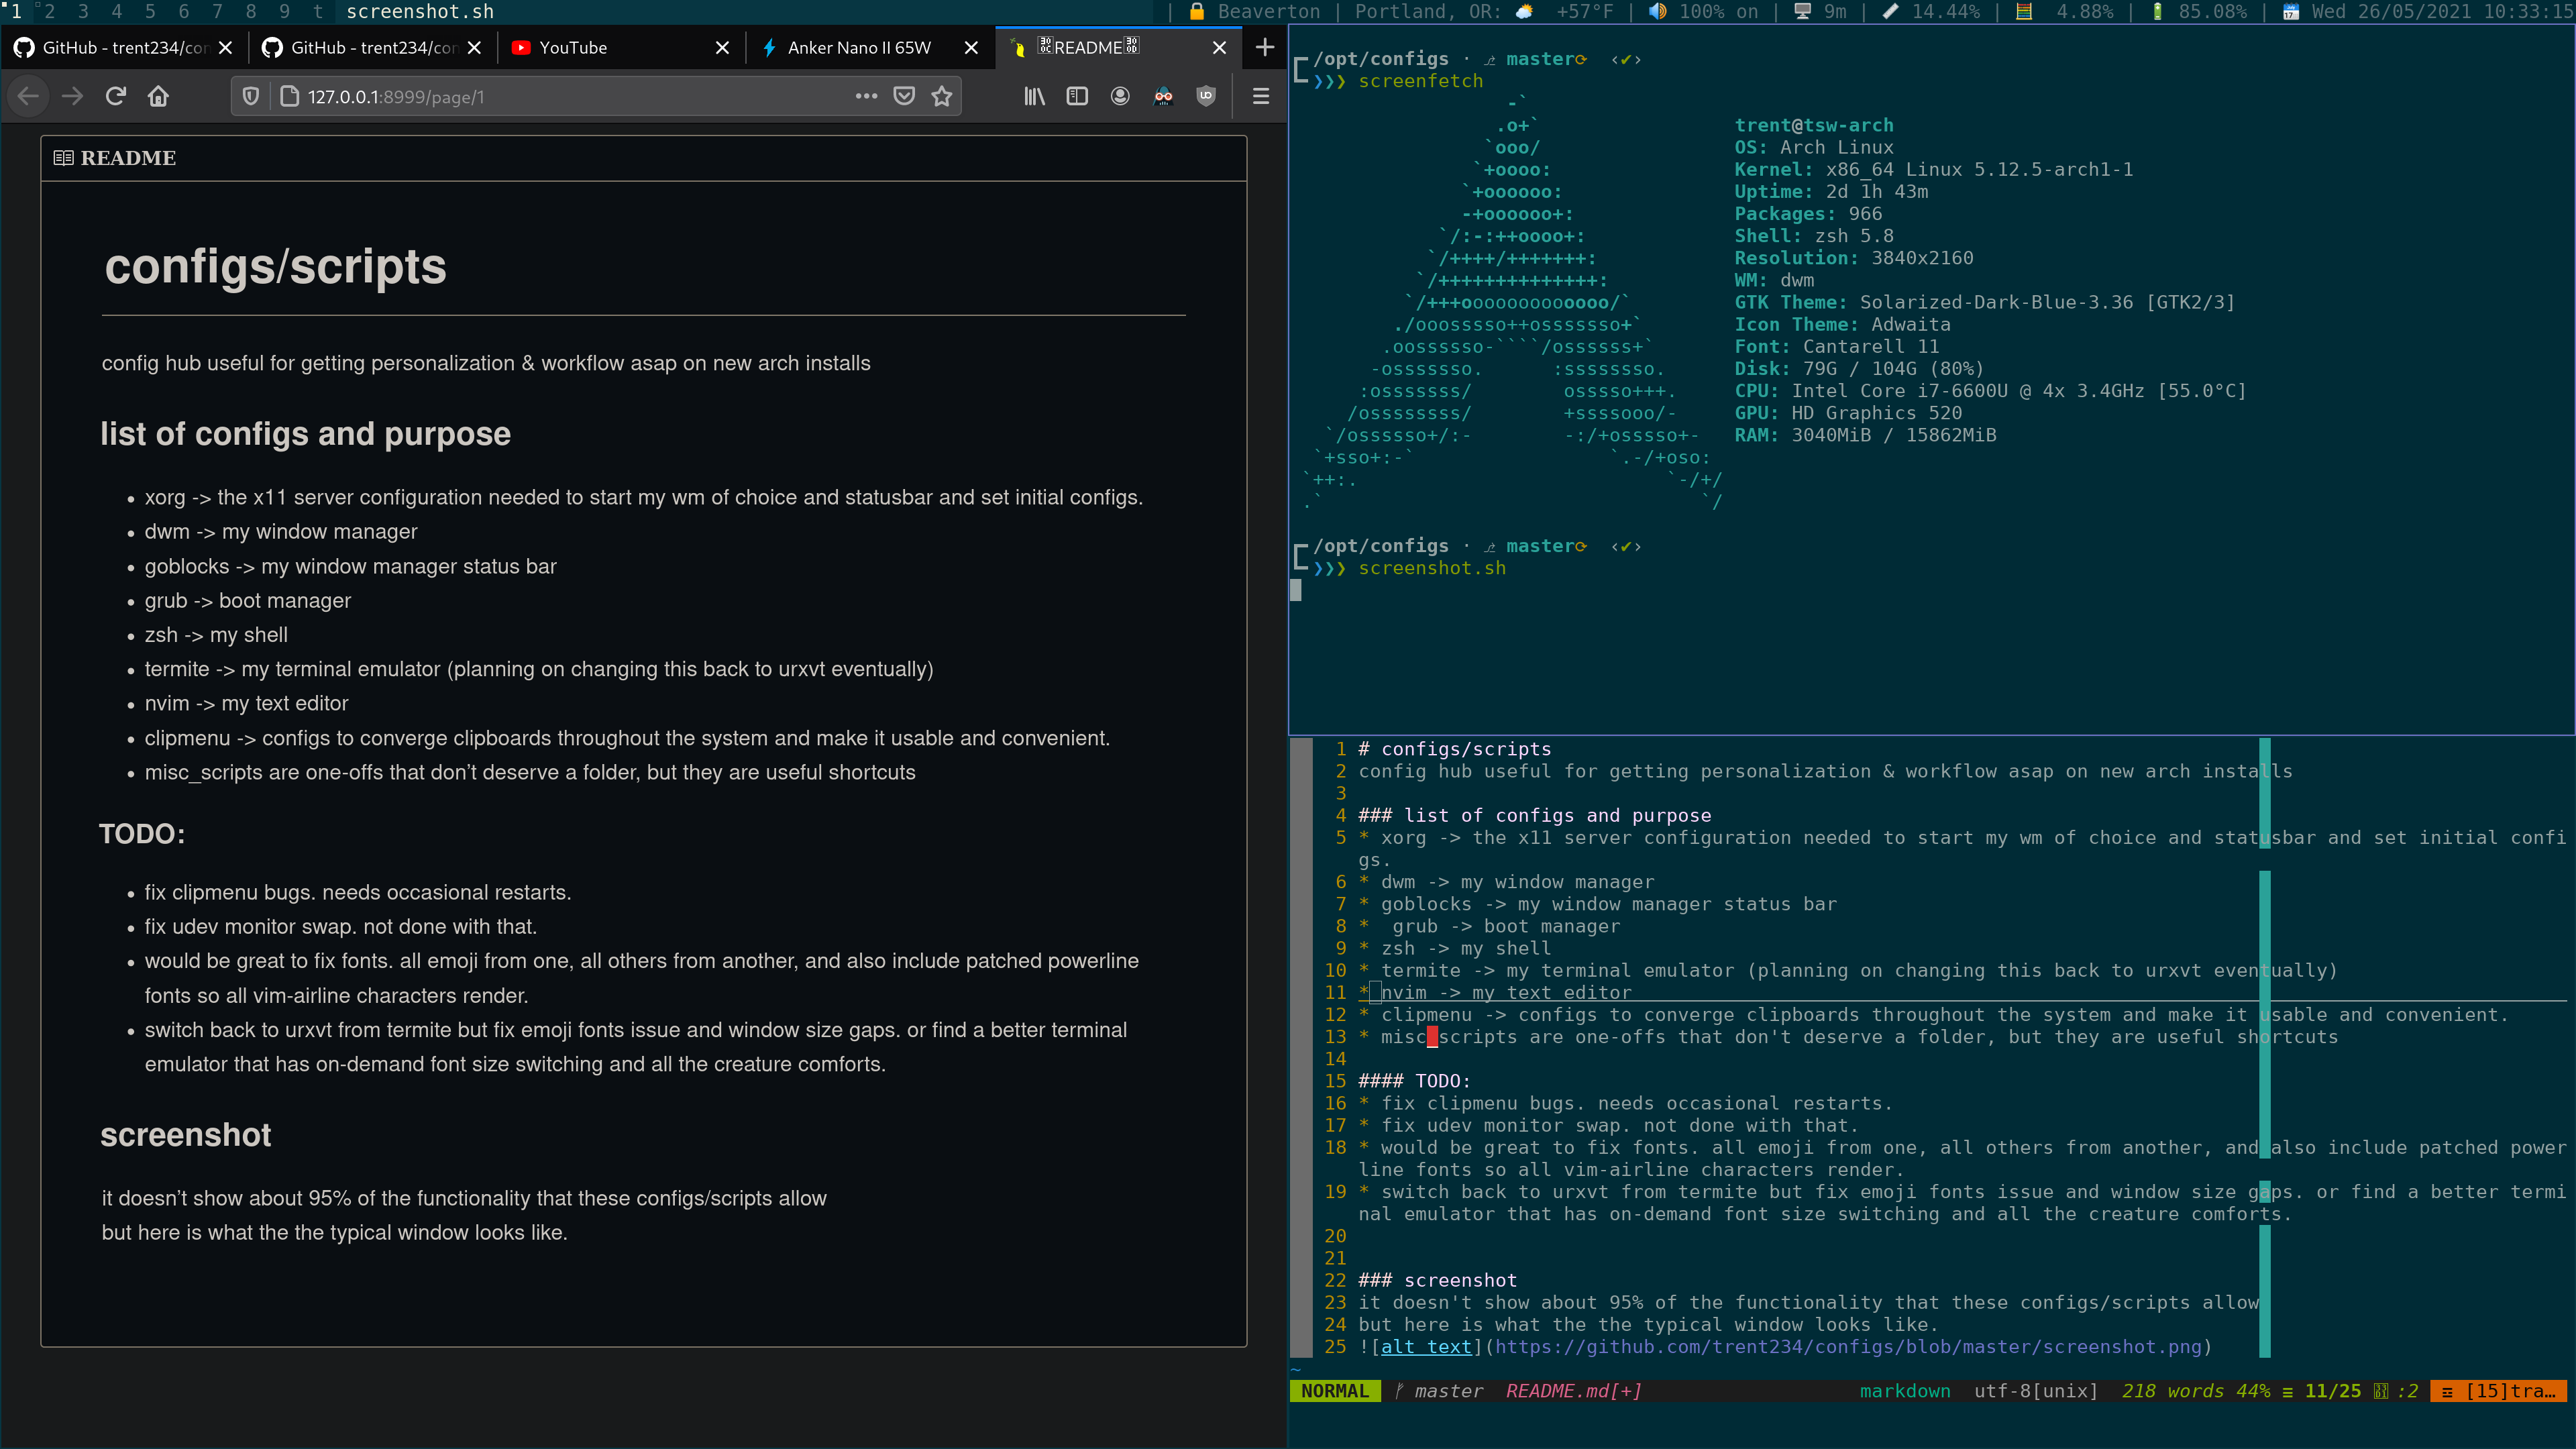 1 2 3 4 5 6 7 8 9 t screenshot.sh
| Beaverton | Portland, OR: +57°F | 100% on | 9m | 14.44% | 4.88% | 85.08% | Wed 26/05/2021 10:33:15
GitHub - trent234/con
GitHub - trent234/con
YouTube
Anker Nano II 65W
README
127.0.0.1:8999/page/1
README
configs/scripts
config hub useful for getting personalization & workflow asap on new arch installs
list of configs and purpose
• xorg -> the x11 server configuration needed to start my wm of choice and statusbar and set initial configs.
• dwm -> my window manager
• goblocks -> my window manager status bar
• grub -> boot manager
• zsh -> my shell
• termite -> my terminal emulator (planning on changing this back to urxvt eventually)
• nvim -> my text editor
• clipmenu -> configs to converge clipboards throughout the system and make it usable and convenient.
• misc_scripts are one-offs that don’t deserve a folder, but they are useful shortcuts
TODO:
• fix clipmenu bugs. needs occasional restarts.
• fix udev monitor swap. not done with that.
• would be great to fix fonts. all emoji from one, all others from another, and also include patched powerline
fonts so all vim-airline characters render.
• switch back to urxvt from termite but fix emoji fonts issue and window size gaps. or find a better terminal
emulator that has on-demand font size switching and all the creature comforts.
screenshot
it doesn’t show about 95% of the functionality that these configs/scripts allow
but here is what the the typical window looks like.
/opt/configs · master⟳ ‹✔›
❯❯❯ screenfetch
trent@tsw-arch
OS: Arch Linux
Kernel: x86_64 Linux 5.12.5-arch1-1
Uptime: 2d 1h 43m
Packages: 966
Shell: zsh 5.8
Resolution: 3840x2160
WM: dwm
GTK Theme: Solarized-Dark-Blue-3.36 [GTK2/3]
Icon Theme: Adwaita
Font: Cantarell 11
Disk: 79G / 104G (80%)
CPU: Intel Core i7-6600U @ 4x 3.4GHz [55.0°C]
GPU: HD Graphics 520
RAM: 3040MiB / 15862MiB
/opt/configs · master⟳ ‹✔›
❯❯❯ screenshot.sh
1 # configs/scripts
2 config hub useful for getting personalization & workflow asap on new arch installs
3
4 ### list of configs and purpose
5 * xorg -> the x11 server configuration needed to start my wm of choice and statusbar and set initial confi
gs.
6 * dwm -> my window manager
7 * goblocks -> my window manager status bar
8 *  grub -> boot manager
9 * zsh -> my shell
10 * termite -> my terminal emulator (planning on changing this back to urxvt eventually)
11 * nvim -> my text editor
12 * clipmenu -> configs to converge clipboards throughout the system and make it usable and convenient.
13 * misc_scripts are one-offs that don't deserve a folder, but they are useful shortcuts
14
15 #### TODO:
16 * fix clipmenu bugs. needs occasional restarts.
17 * fix udev monitor swap. not done with that.
18 * would be great to fix fonts. all emoji from one, all others from another, and also include patched power
line fonts so all vim-airline characters render.
19 * switch back to urxvt from termite but fix emoji fonts issue and window size gaps. or find a better termi
nal emulator that has on-demand font size switching and all the creature comforts.
20
21
22 ### screenshot
23 it doesn't show about 95% of the functionality that these configs/scripts allow
24 but here is what the the typical window looks like.
25 ![alt text](https://github.com/trent234/configs/blob/master/screenshot.png)
~
NORMAL master README.md[+] markdown utf-8[unix] 218 words 44% ≡ 11/25 :2 [15]tra…